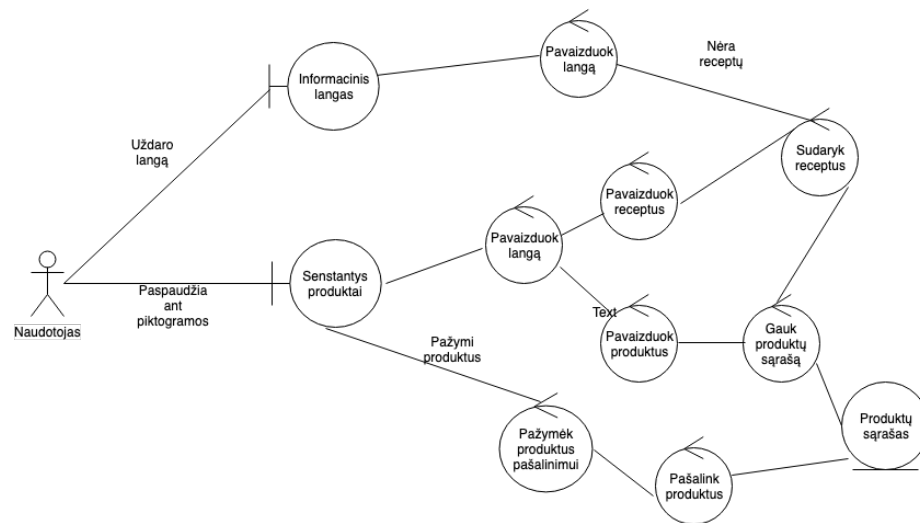 Informacinis
langas
Pavaizduok
langą
Nėra
receptų
Uždaro
langą
Sudaryk
receptus
Pavaizduok
receptus
Pavaizduok
langą
Senstantys
produktai
Naudotojas
Paspaudžia
ant
piktogramos
Text
Pavaizduok
produktus
Gauk
produktų
sąrašą
Pažymi
produktus
Produktų
sąrašas
Pažymėk
produktus
pašalinimui
Pašalink
produktus